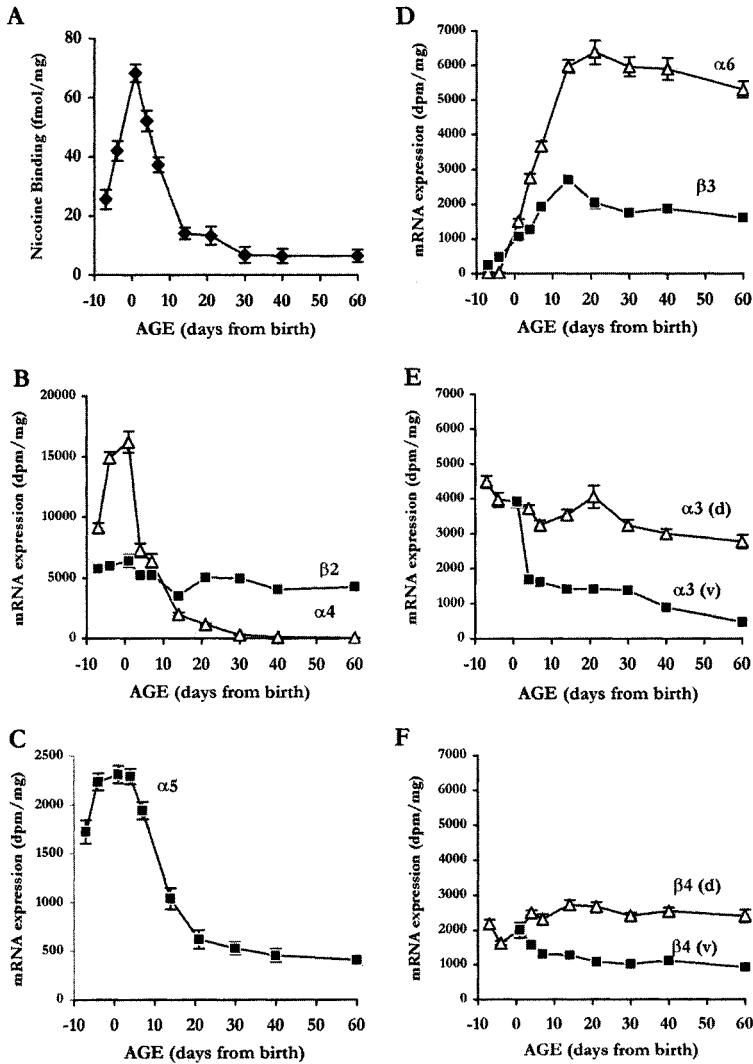 A
Nicotine Binding (fmol/mg)
80
60
40
20
0
-10 0 10 20 30 40 50 60
AGE (days from birth)
B
mRNA expression (dpm/mg)
20000
15000
10000
5000
0
β2
α4
-10 0 10 20 30 40 50 60
AGE (days from birth)
C
mRNA expression (dpm/mg)
2500
2000
1500
1000
500
0
α5
-10 0 10 20 30 40 50 60
AGE (days from birth)
D
mRNA expression (dpm/mg)
7000
6000
5000
4000
3000
2000
1000
0
α6
β3
-10 0 10 20 30 40 50 60
AGE (days from birth)
E
mRNA expression (dpm/mg)
7000
6000
5000
4000
3000
2000
1000
0
α3 (d)
α3 (v)
-10 0 10 20 30 40 50 60
AGE (days from birth)
F
mRNA expression (dpm/mg)
7000
6000
5000
4000
3000
2000
1000
0
β4 (d)
β4 (v)
-10 0 10 20 30 40 50 60
AGE (days from birth)